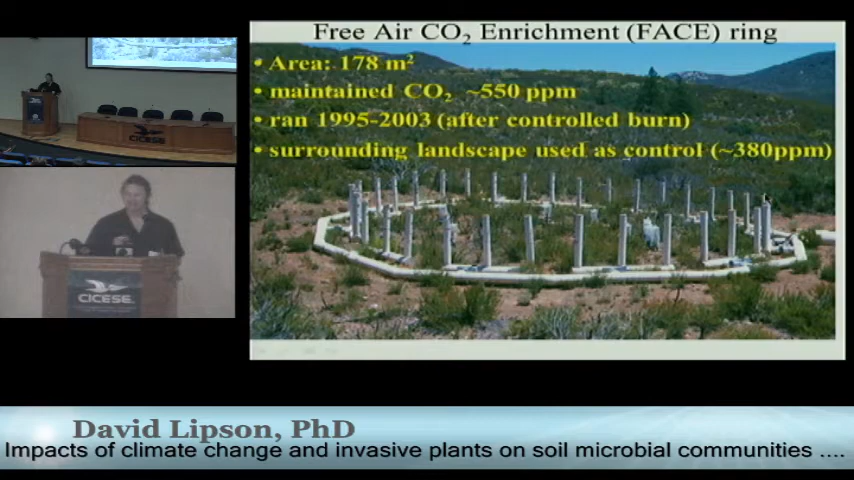 Free Air CO₂ Enrichment (FACE) ring
• Area: 178 m²
• maintained CO₂ ~550 ppm
• ran 1995-2003 (after controlled burn)
• surrounding landscape used as control (~380ppm)
CICESE
CICESE
David Lipson, PhD
Impacts of climate change and invasive plants on soil microbial communities ....